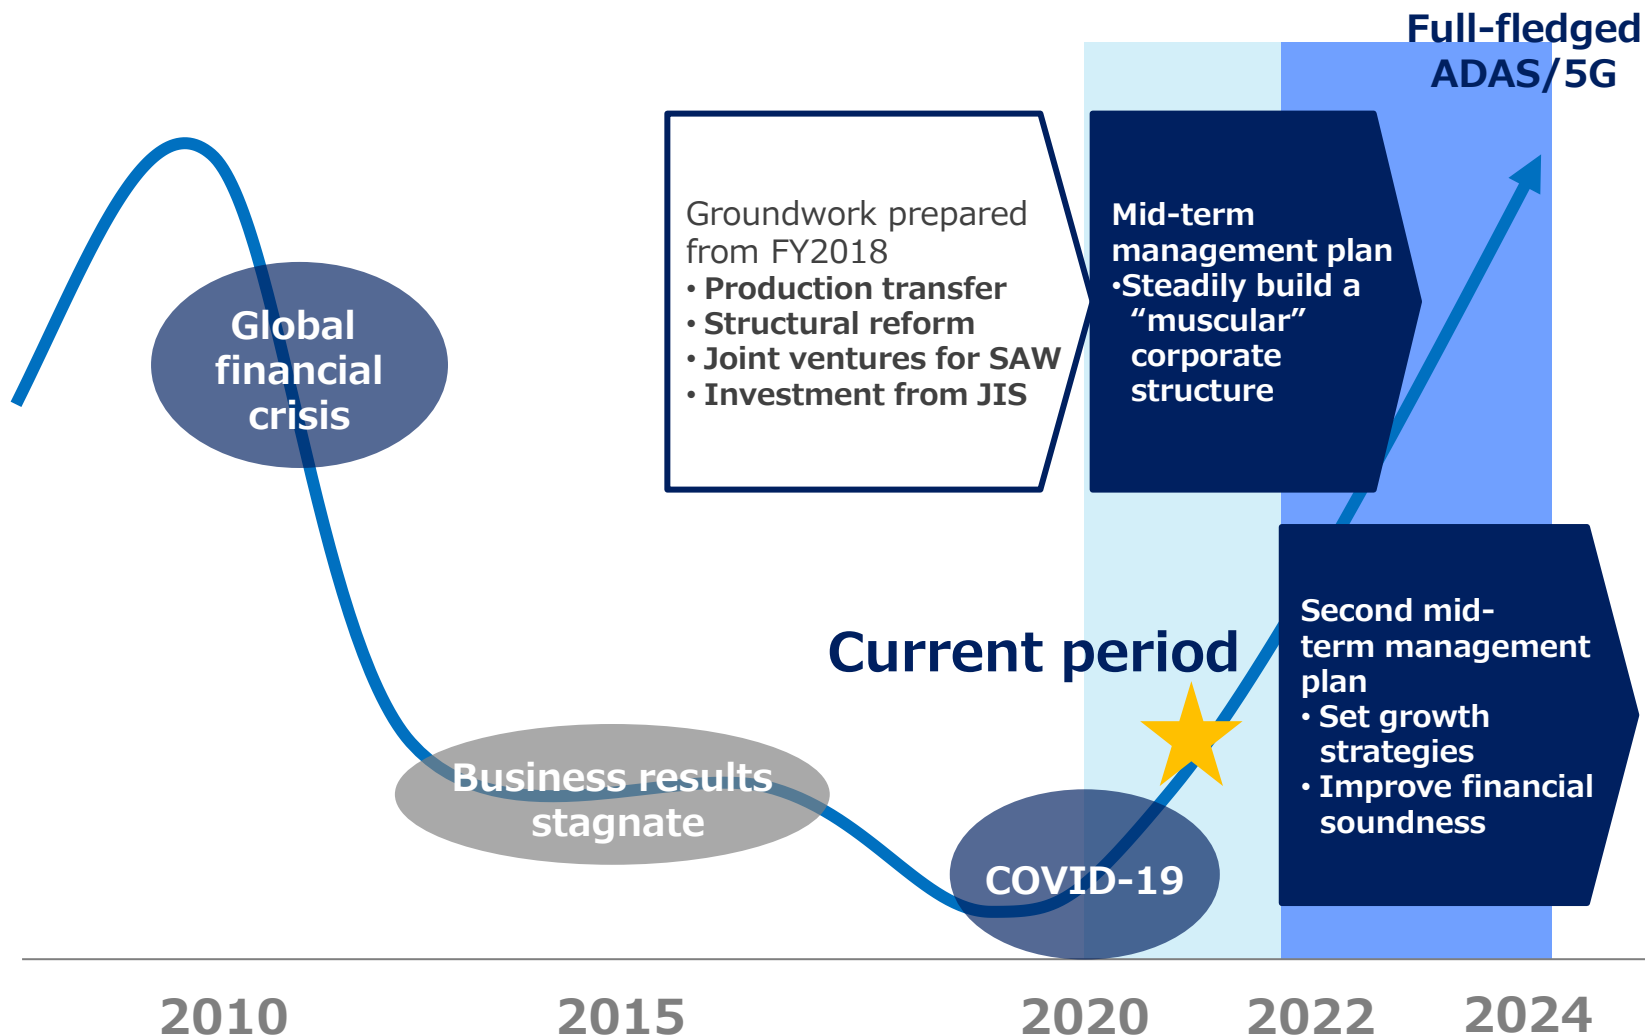 Full-fledged
ADAS/5G
Groundwork prepared
from FY2018
• Production transfer
• Structural reform
• Joint ventures for SAW
• Investment from JIS
Mid-term
management plan
•Steadily build a
“muscular”
corporate
structure
Global
financial
crisis
Current period
Second mid-
term management
plan
• Set growth
strategies
• Improve financial
soundness
Business results
stagnate
COVID-19
2010
2015
2020
2022
2024